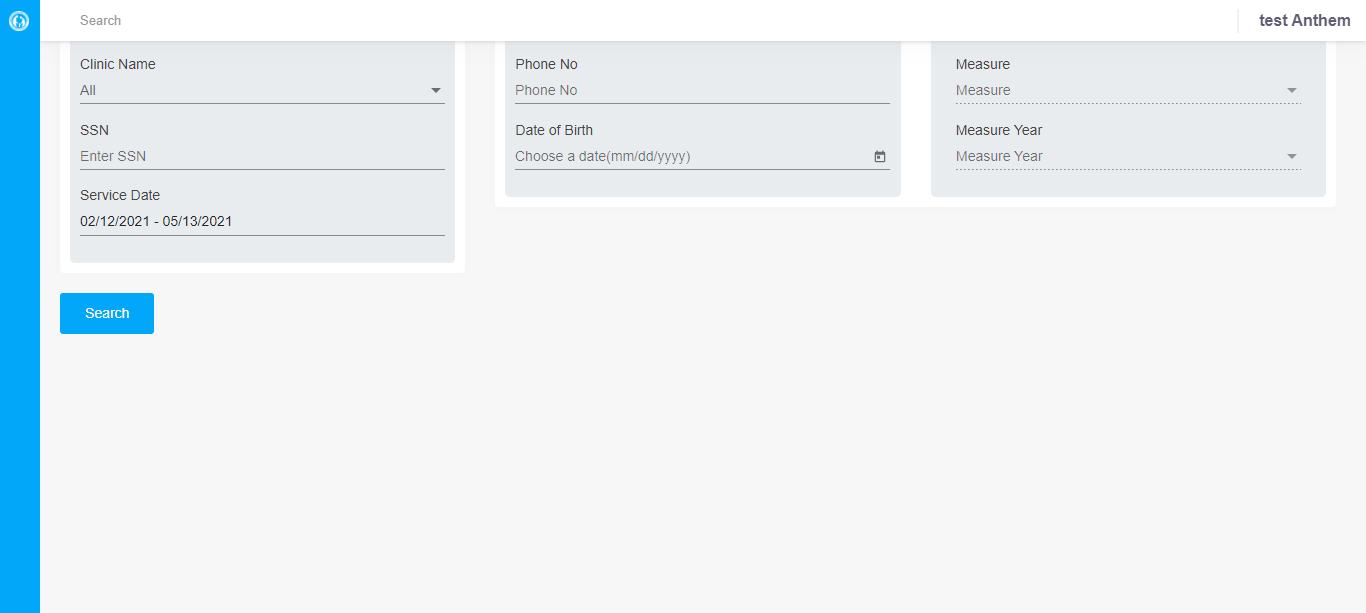 Search
test Anthem
Clinic Name
All
SSN
Enter SSN
Service Date
02/12/2021 - 05/13/2021
Phone No
Phone No
Date of Birth
Choose a date(mm/dd/yyyy)
Measure
Measure
Measure Year
Measure Year
Search